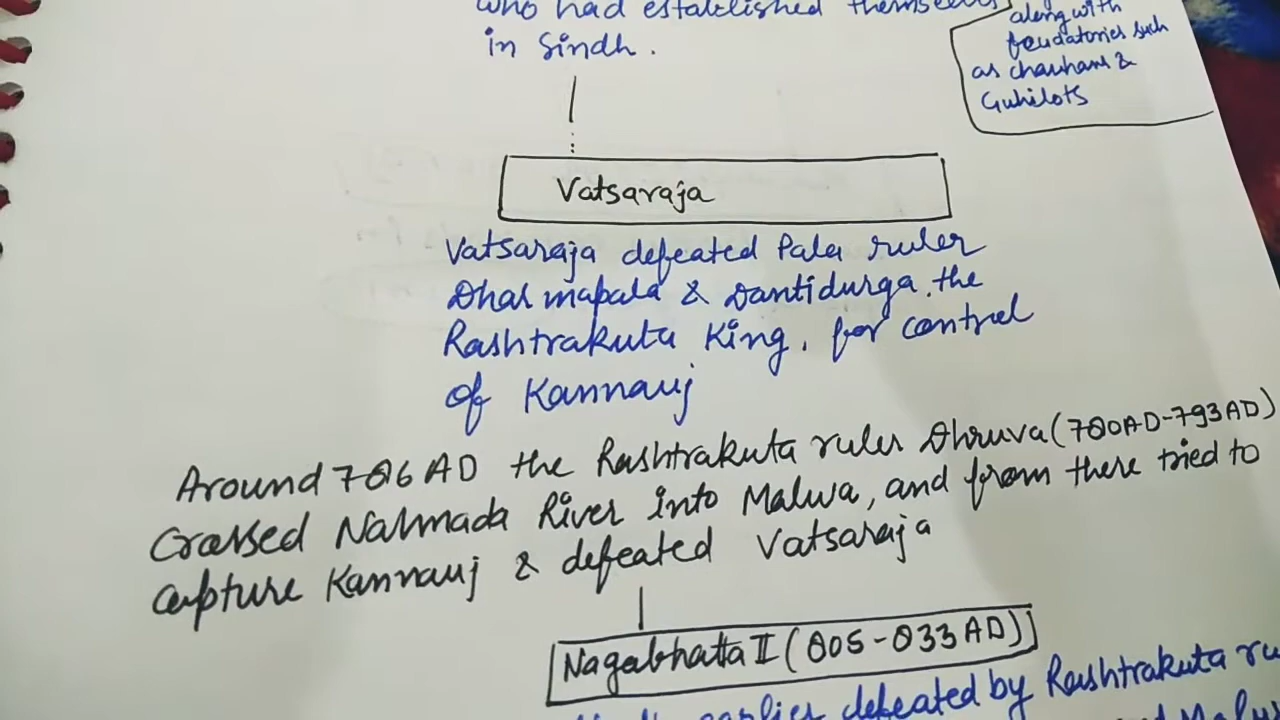 who had established themselves
in Sindh.
along with
feudatories such
as chauhans &
Guhilots
Vatsaraja
Vatsaraja defeated Pala ruler
Dharmapala & Dantidurga, the
Rashtrakuta King, for control
of Kannauj
Around 786 AD the Rashtrakuta ruler Dhruva (780AD-793AD)
Crossed Narmada River into Malwa, and from there tried to
capture Kannauj & defeated Vatsaraja
Nagabhatta II (805-833 AD)
earlier defeated by Rashtrakuta ru